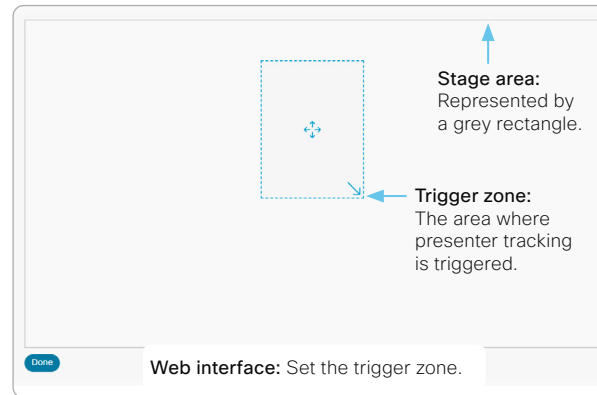 Stage area:
Represented by
a grey rectangle.
Trigger zone:
The area where
presenter tracking
is triggered.
Done
Web interface: Set the trigger zone.